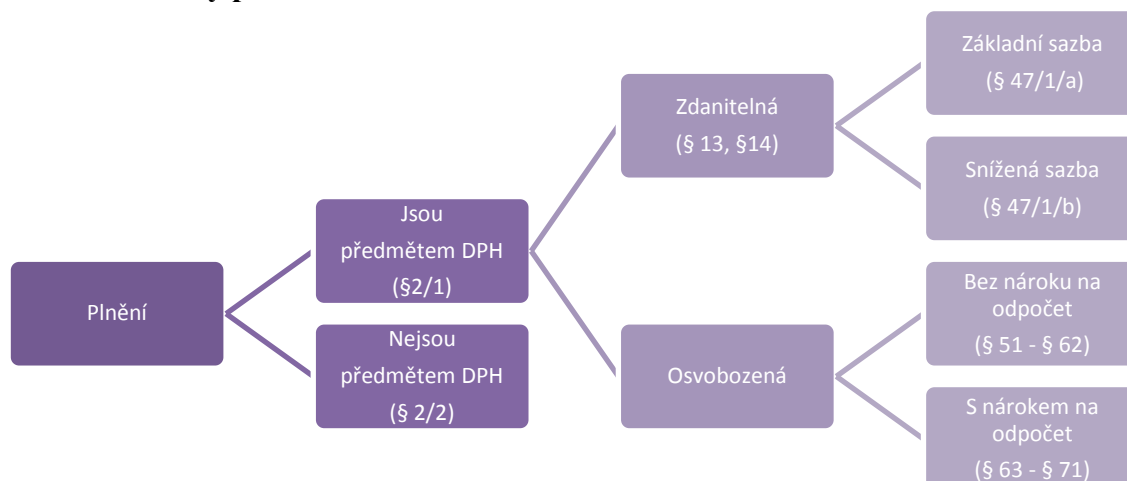 Plnění
Jsou
předmětem DPH
(§2/1)
Nejsou
předmětem DPH
(§ 2/2)
Zdanitelná
(§ 13, §14)
Osvobozená
Základní sazba
(§ 47/1/a)
Snížená sazba
(§ 47/1/b)
Bez nároku na
odpočet
(§ 51 - § 62)
S nárokem na
odpočet
(§ 63 - § 71)